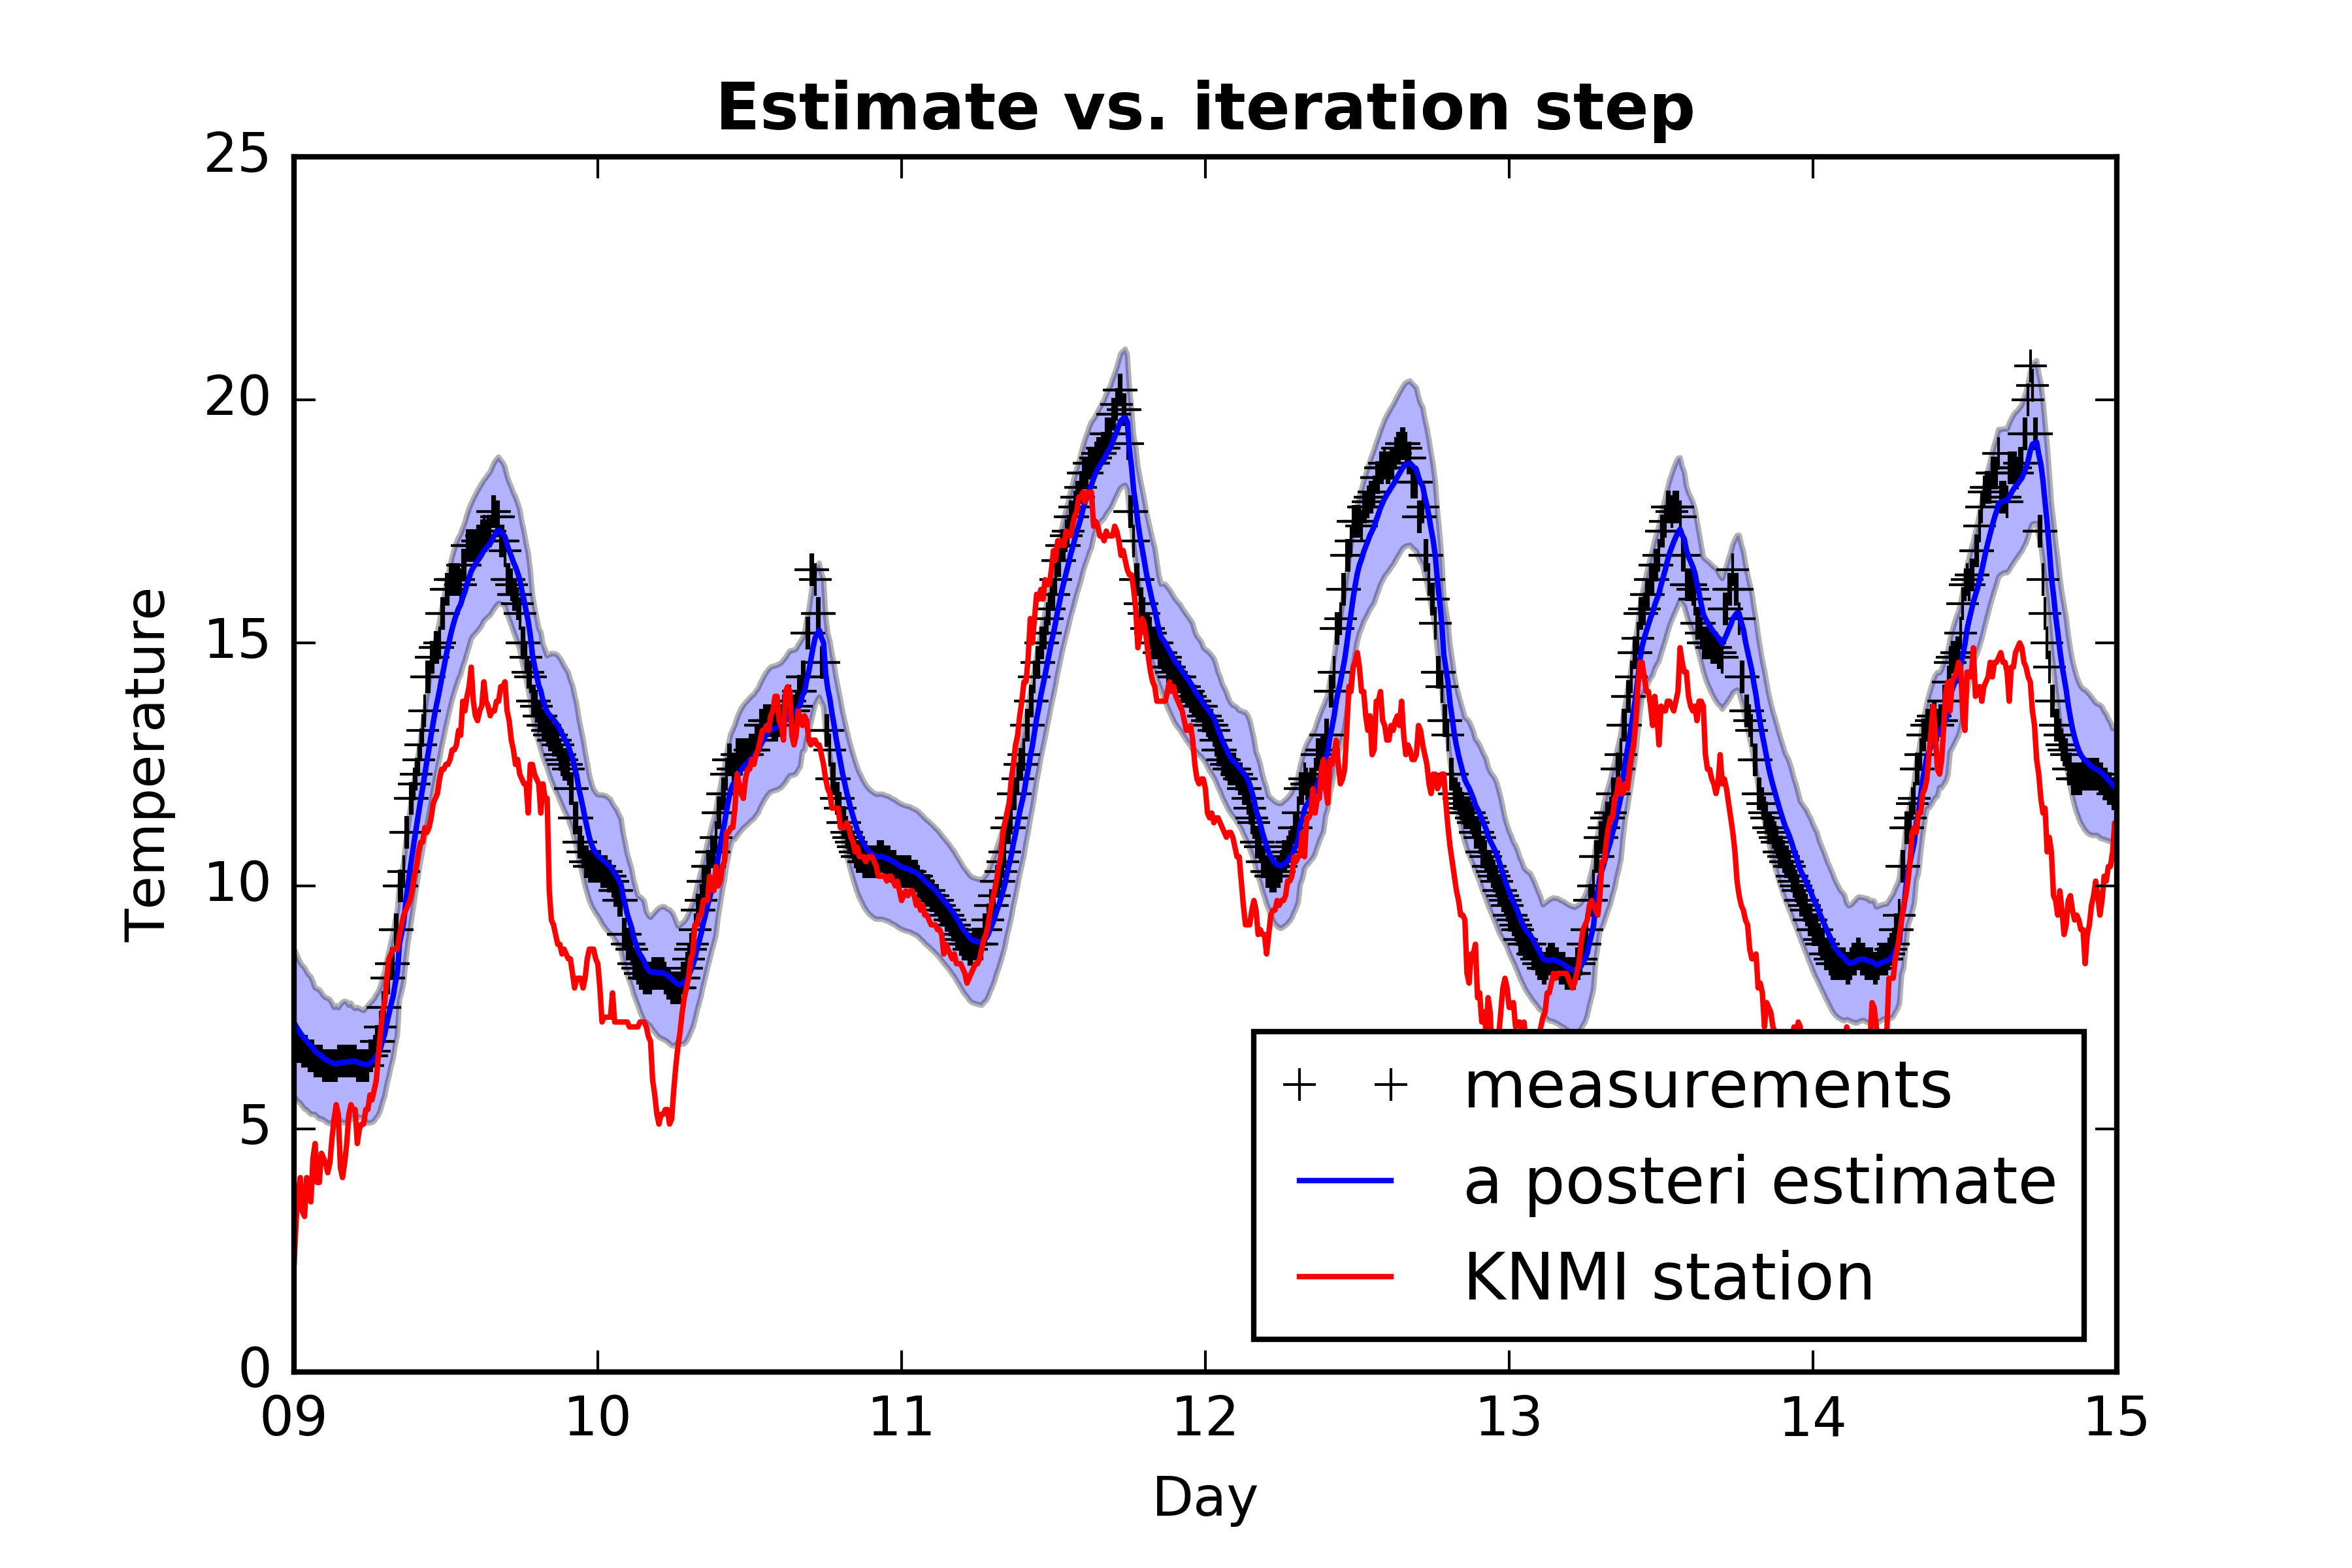 Estimate vs. iteration step
25
20
15
10
5
0
Temperature
09 10 11 12 13 14 15
Day
measurements
a posteri estimate
KNMI station